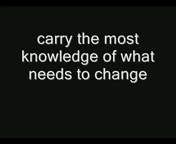 carry the most
knowledge of what
needs to change